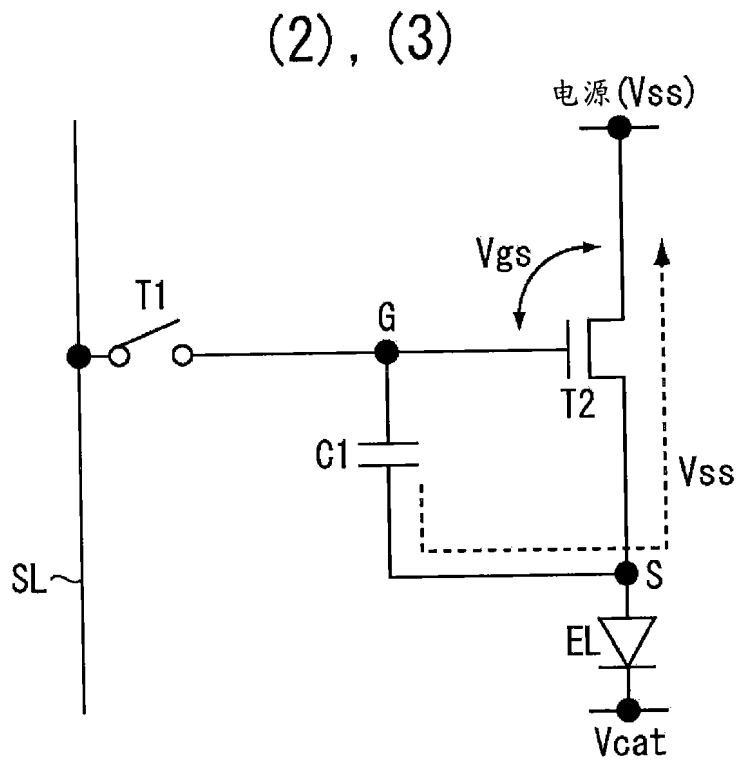 (2), (3)
电源(Vss)
Vgs
T1
G
T2
C1
Vss
SL
S
EL
Vcat